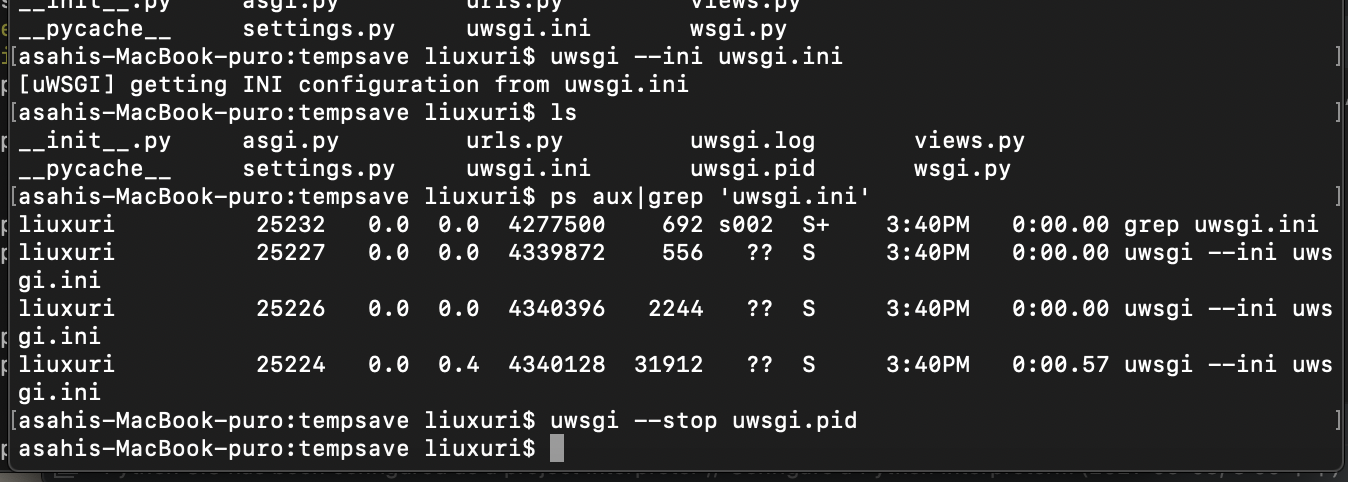 __init__.py     asgi.py         urls.py         views.py
__pycache__     settings.py     uwsgi.ini       wsgi.py
[asahis-MacBook-puro:tempsave liuxuri$ uwsgi --ini uwsgi.ini ]
[uWSGI] getting INI configuration from uwsgi.ini
[asahis-MacBook-puro:tempsave liuxuri$ ls ]
__init__.py     asgi.py         urls.py         uwsgi.log       views.py
__pycache__     settings.py     uwsgi.ini       uwsgi.pid       wsgi.py
[asahis-MacBook-puro:tempsave liuxuri$ ps aux|grep 'uwsgi.ini' ]
liuxuri          25232   0.0  0.0  4277500    692 s002  S+    3:40PM   0:00.00 grep uwsgi.ini
liuxuri          25227   0.0  0.0  4339872    556   ??  S     3:40PM   0:00.00 uwsgi --ini uws
gi.ini
liuxuri          25226   0.0  0.0  4340396   2244   ??  S     3:40PM   0:00.00 uwsgi --ini uws
gi.ini
liuxuri          25224   0.0  0.4  4340128  31912   ??  S     3:40PM   0:00.57 uwsgi --ini uws
gi.ini
[asahis-MacBook-puro:tempsave liuxuri$ uwsgi --stop uwsgi.pid ]
asahis-MacBook-puro:tempsave liuxuri$